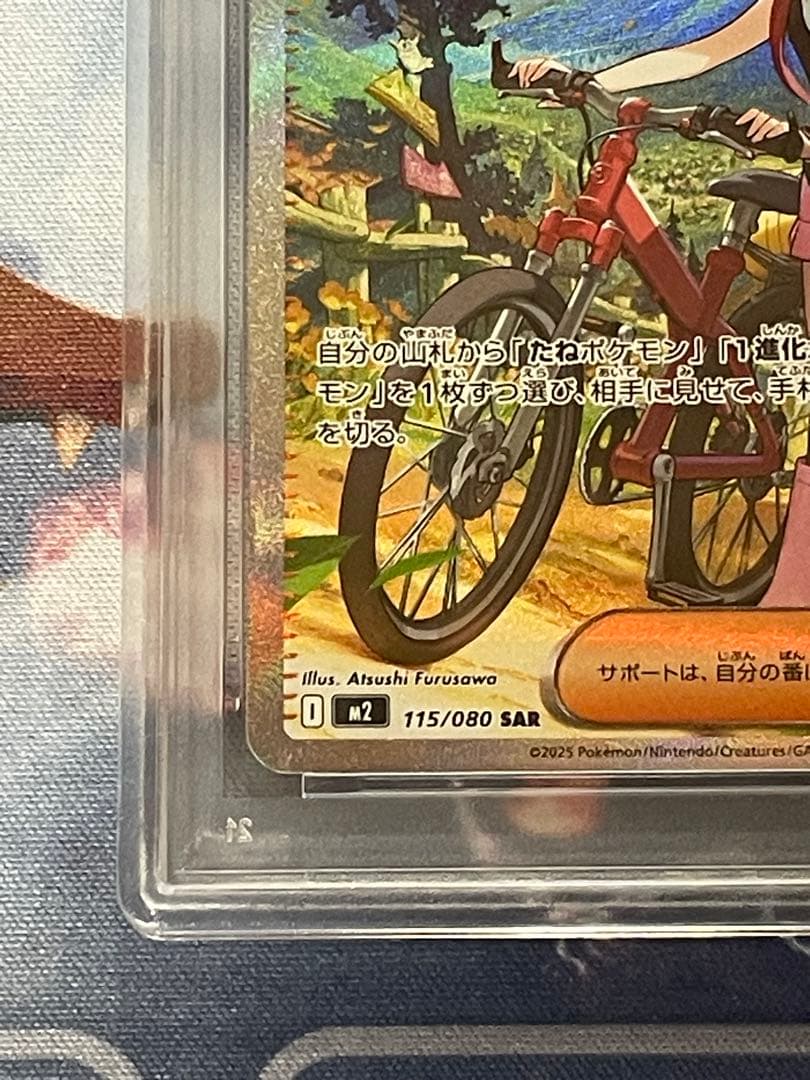 自分の山札から「たねポケモン」「1進化
モン」を1枚ずつ選び、相手に見せて、手札
を切る。
Illus. Atsushi Furusawa
サポートは、自分の番に
I M2 115/080 SAR
©2025 Pokémon/Nintendo/Creatures/GA